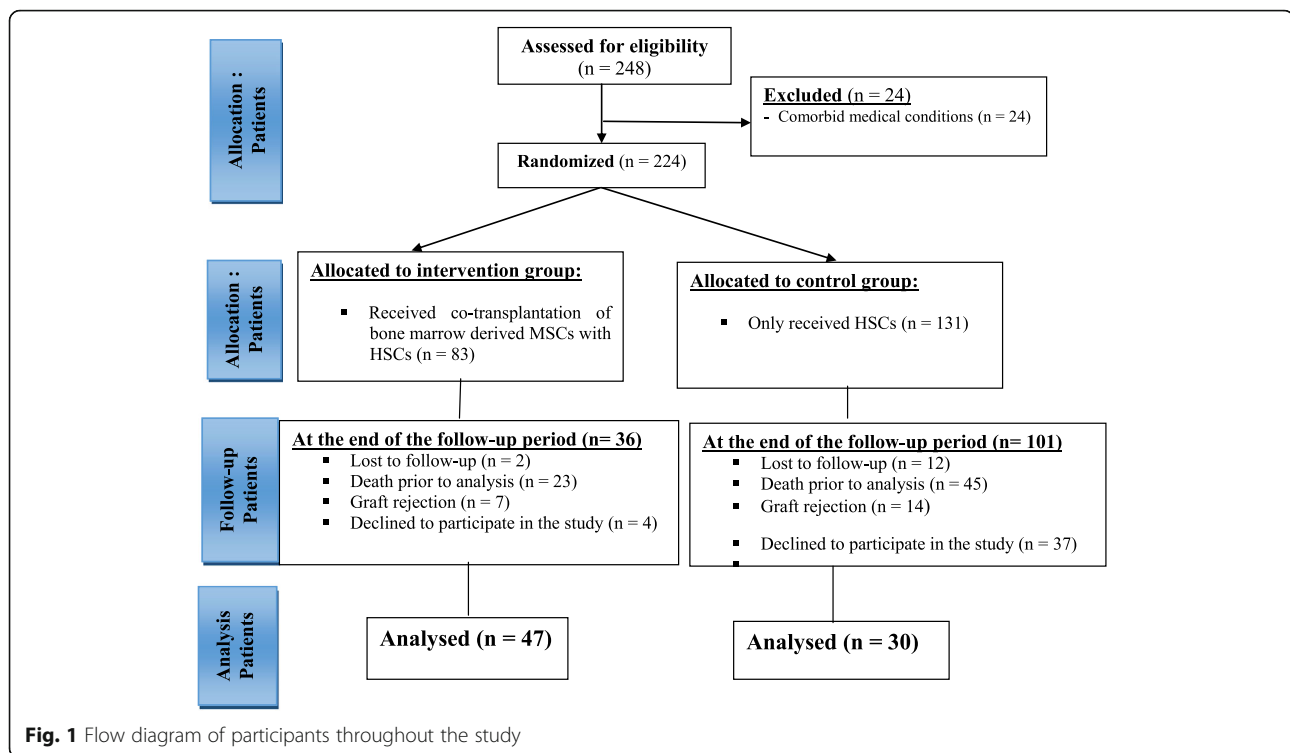 Assessed for eligibility
(n = 248)
Allocation :
Patients
Excluded (n = 24)
- Comorbid medical conditions (n = 24)
Randomized (n = 224)
Allocation :
Patients
Allocated to intervention group:
▪ Received co-transplantation of
bone marrow derived MSCs with
HSCs (n = 83)
Allocated to control group:
▪ Only received HSCs (n = 131)
Follow-up
Patients
At the end of the follow-up period (n= 36)
▪ Lost to follow-up (n = 2)
▪ Death prior to analysis (n = 23)
▪ Graft rejection (n = 7)
▪ Declined to participate in the study (n = 4)
At the end of the follow-up period (n= 101)
▪ Lost to follow-up (n = 12)
▪ Death prior to analysis (n = 45)
▪ Graft rejection (n = 14)
▪ Declined to participate in the study (n = 37)
▪
Analysis
Patients
Analysed (n = 47)
Analysed (n = 30)
Fig. 1 Flow diagram of participants throughout the study